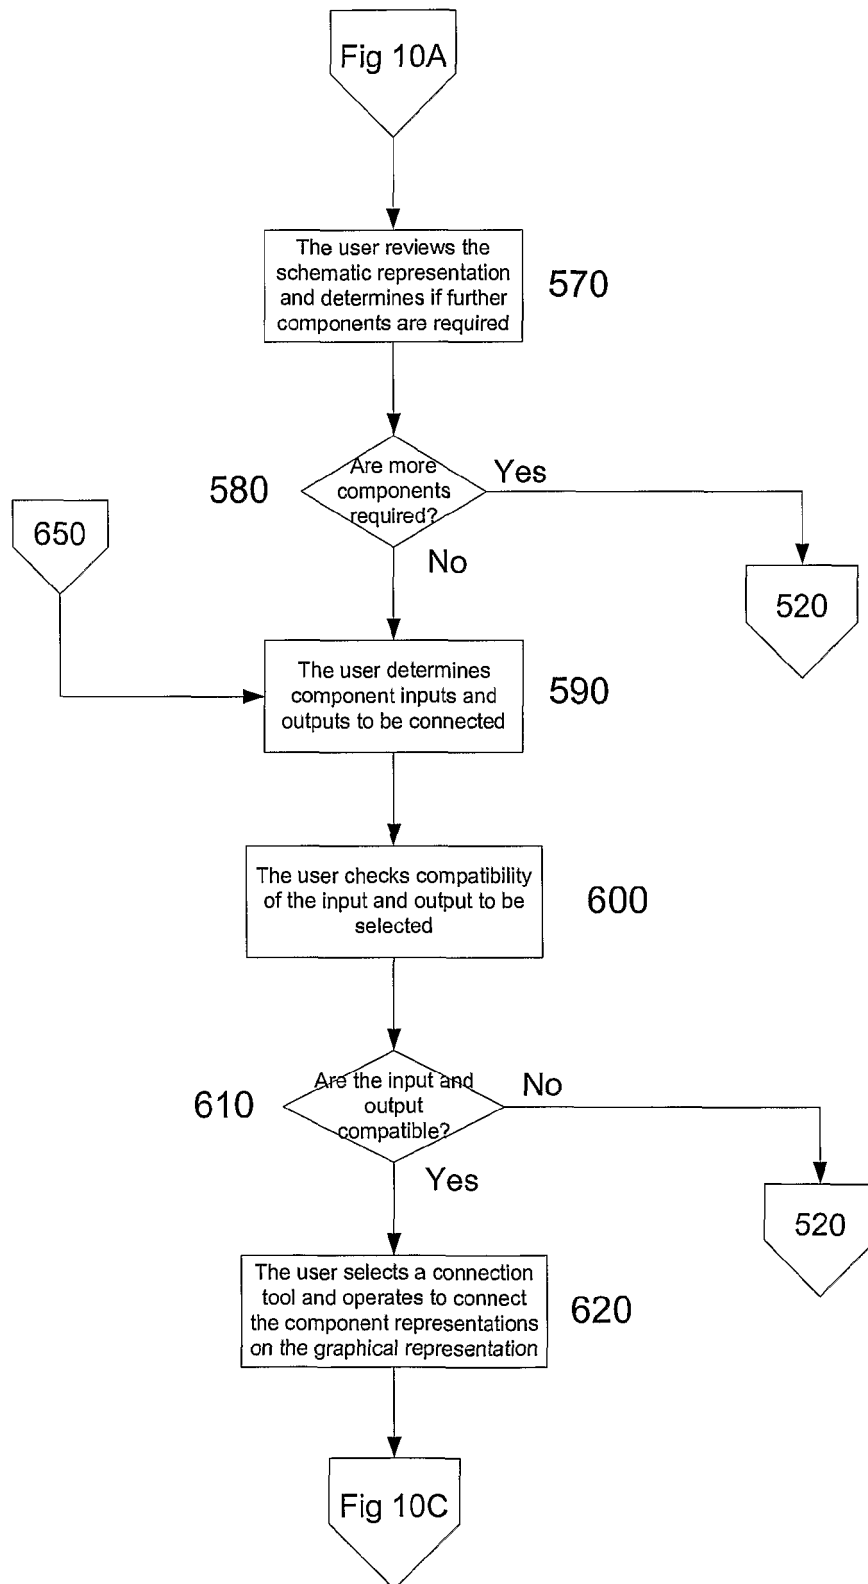 Fig 10A
The user reviews the
schematic representation
and determines if further
components are required
570
580
Are more
components
required?
Yes
No
650
520
The user determines
component inputs and
outputs to be connected
590
The user checks compatibility
of the input and output to be
selected
600
610
Are the input and
output
compatible?
No
Yes
520
The user selects a connection
tool and operates to connect
the component representations
on the graphical representation
620
Fig 10C